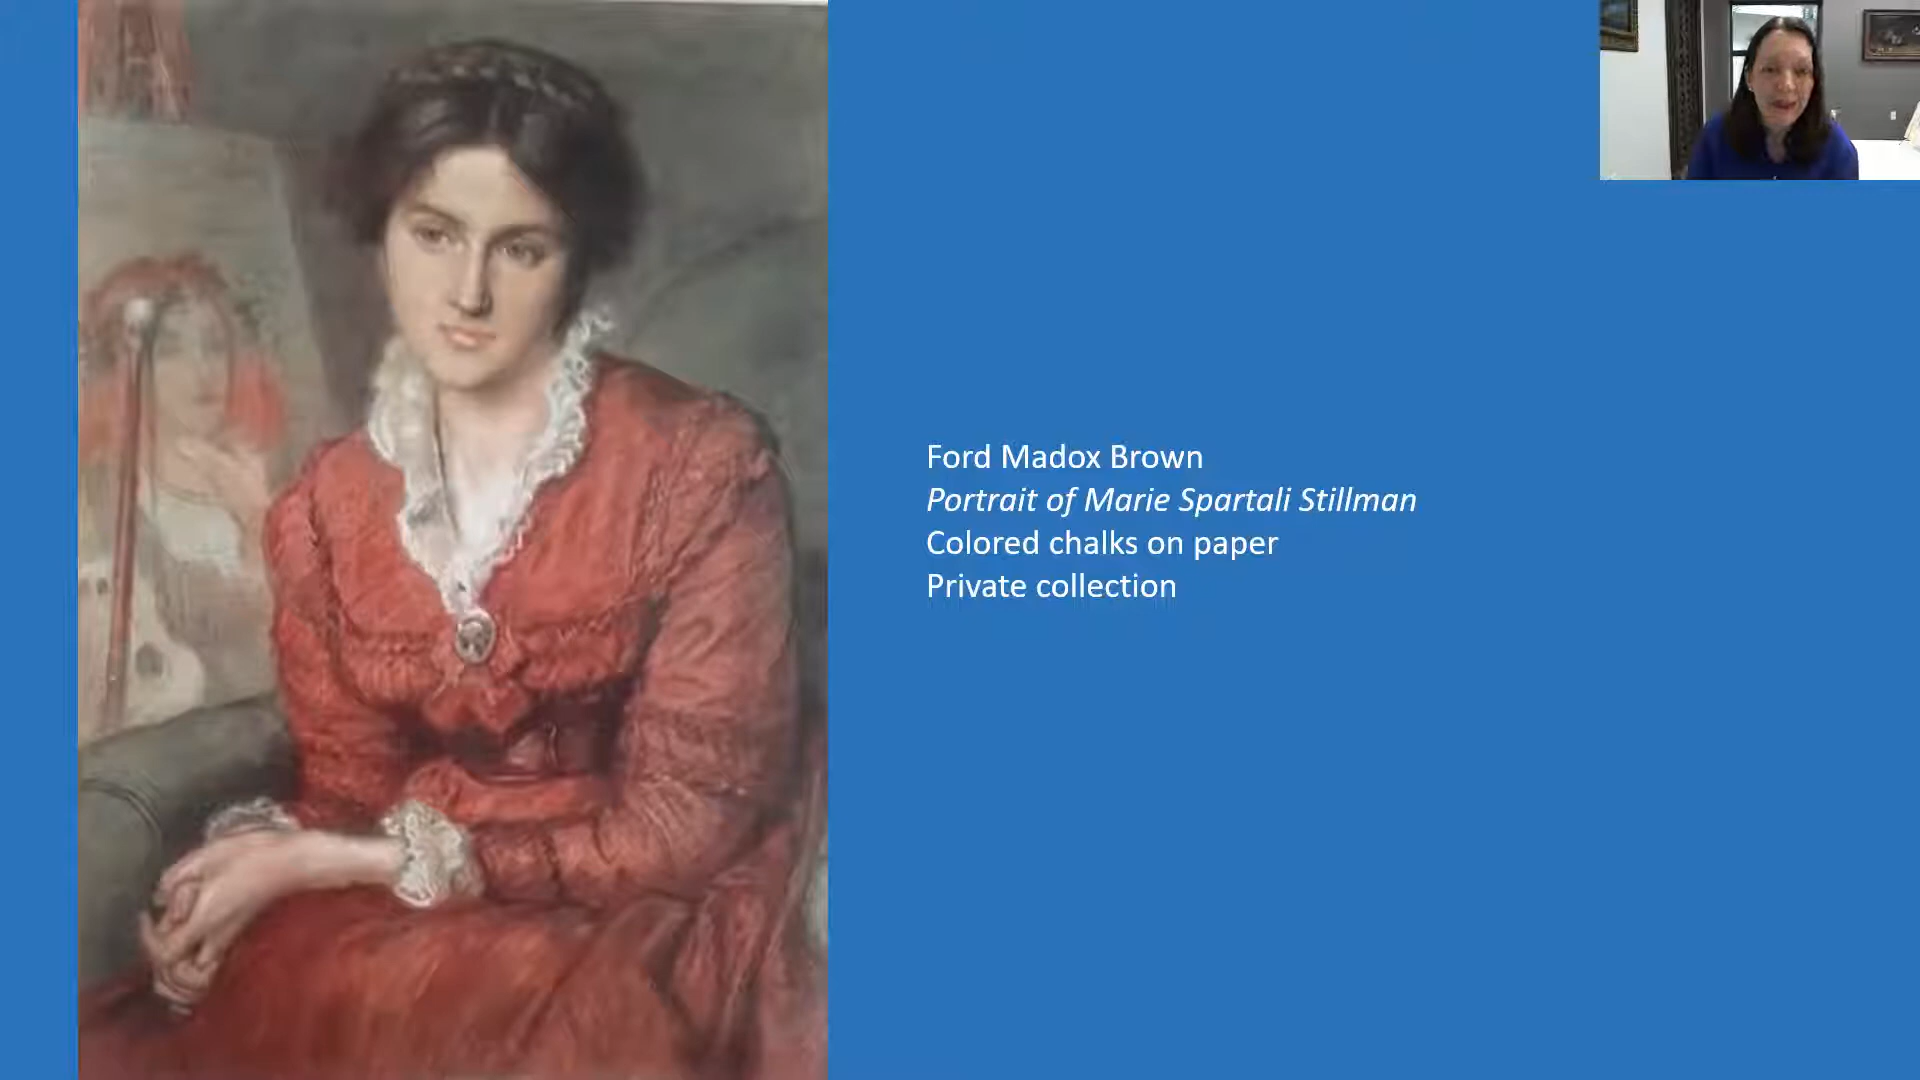 Ford Madox Brown
Portrait of Marie Spartali Stillman
Colored chalks on paper
Private collection